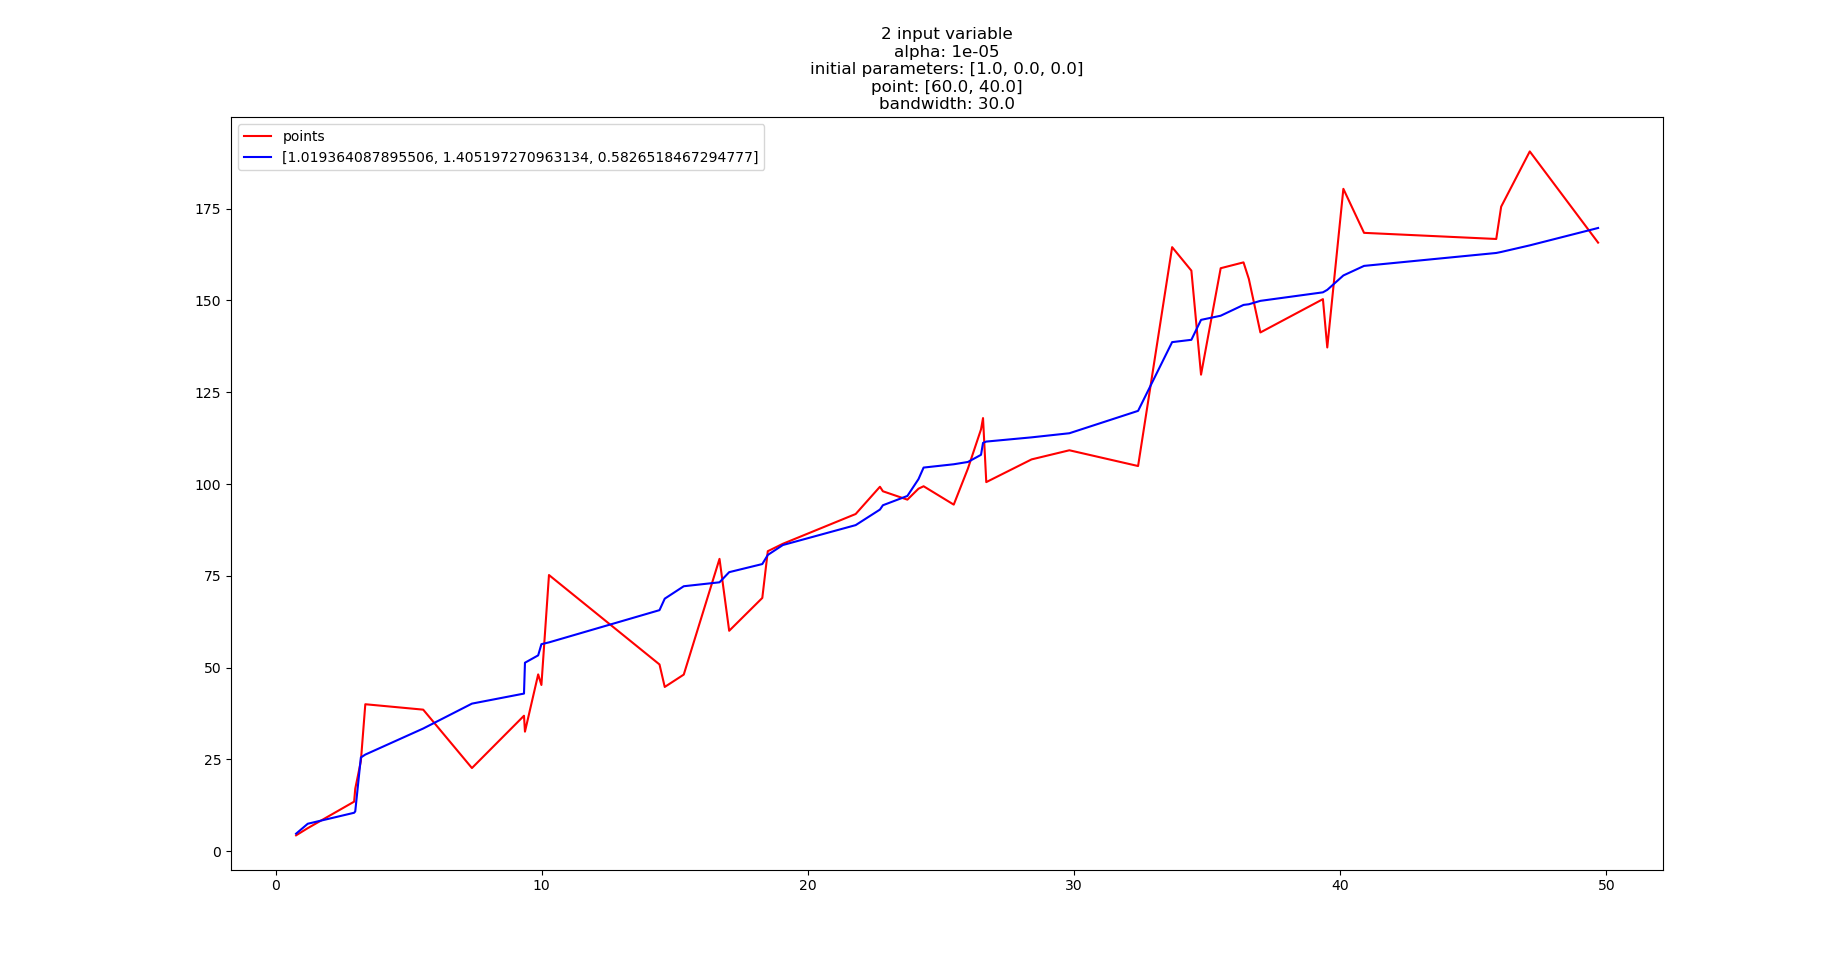 2 input variable
alpha: 1e-05
initial parameters: [1.0, 0.0, 0.0]
point: [60.0, 40.0]
bandwidth: 30.0
points
[1.019364087895506, 1.405197270963134, 0.5826518467294777]
175
150
125
100
75
50
25
0
0 10 20 30 40 50